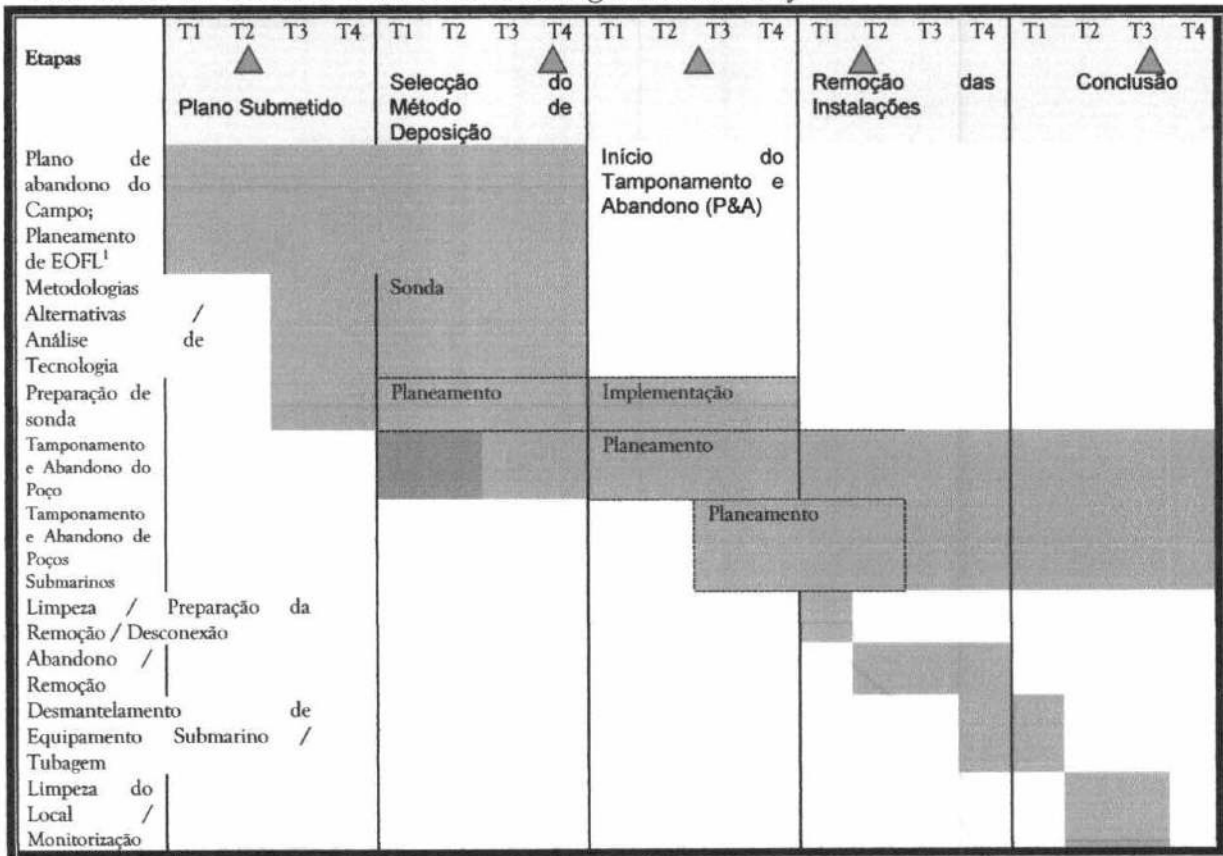 T1 T2 T3 T4 T1 T2 T3 T4 T1 T2 T3 T4 T1 T2 T3 T4 T1 T2 T3 T4
Etapas
Plano Submetido
Selecção do
Método de
Deposição
Remoção das
Instalações
Conclusão
Início do
Tamponamento e
Abandono (P&A)
Plano de
abandono do
Campo;
Planeamento
de EOFL¹
Metodologias
Alternativas /
Análise de
Tecnologia
Sonda
Preparação de
sonda
Planeamento
Implementação
Tamponamento
e Abandono do
Poço
Planeamento
Tamponamento
e Abandono de
Poços
Submarinos
Planeamento
Limpeza / Preparação da
Remoção / Desconexão
Abandono /
Remoção
Desmantelamento de
Equipamento Submarino /
Tubagem
Limpeza do
Local /
Monitorização